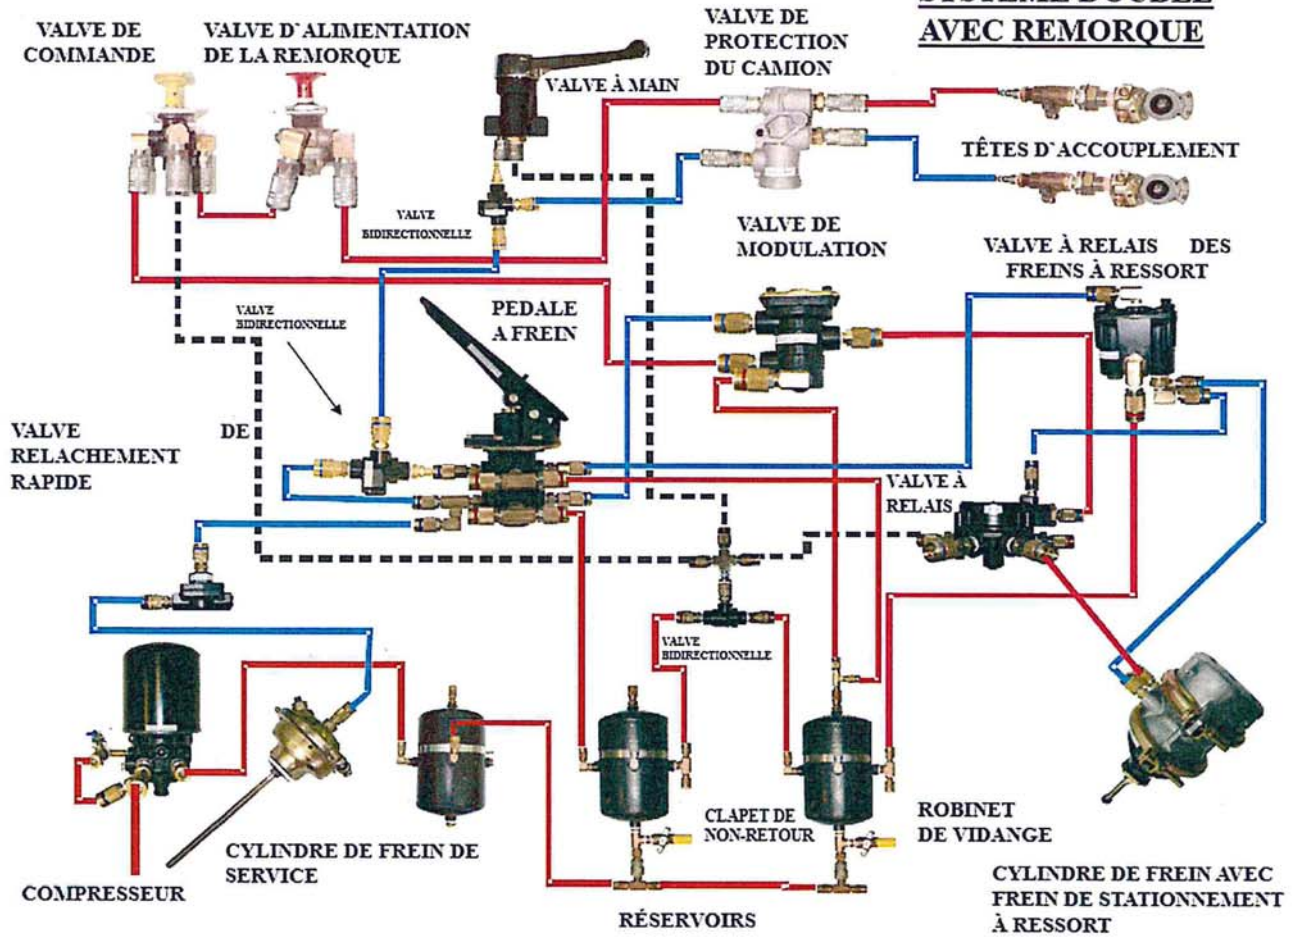 SYSTÈME DOUBLE
AVEC REMORQUE
VALVE DE
COMMANDE
VALVE D`ALIMENTATION
DE LA REMORQUE
VALVE À MAIN
VALVE DE
PROTECTION
DU CAMION
TÊTES D`ACCOUPLEMENT
VALVE
BIDIRECTIONNELLE
VALVE DE
MODULATION
VALVE À RELAIS DES
FREINS À RESSORT
VALVE
BIDIRECTIONNELLE
PEDALE
A FREIN
VALVE DE
RELACHEMENT
RAPIDE
VALVE À
RELAIS
VALVE
BIDIRECTIONNELLE
CLAPET DE
NON-RETOUR
ROBINET
DE VIDANGE
CYLINDRE DE FREIN DE
SERVICE
COMPRESSEUR
RÉSERVOIRS
CYLINDRE DE FREIN AVEC
FREIN DE STATIONNEMENT
À RESSORT